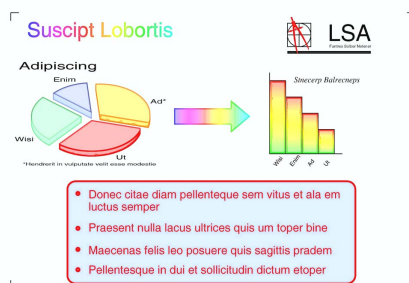 Suscipt Lobortis
LSA
Adipiscing
Enim
Ad*
Wisi
Ut
*Hendrerit in vulputate velit esse modestie
Smecerp Balrecneps
Wisi
Enim
Ad
Ut
Donec citae diam pellenteque sem vitus et ala em
luctus semper
Praesent nulla lacus ultrices quis urn toper bine
Maecenas felis leo posuere quis sagittis pradem
Pellentesque in dui et sollicitudin dictum etoper